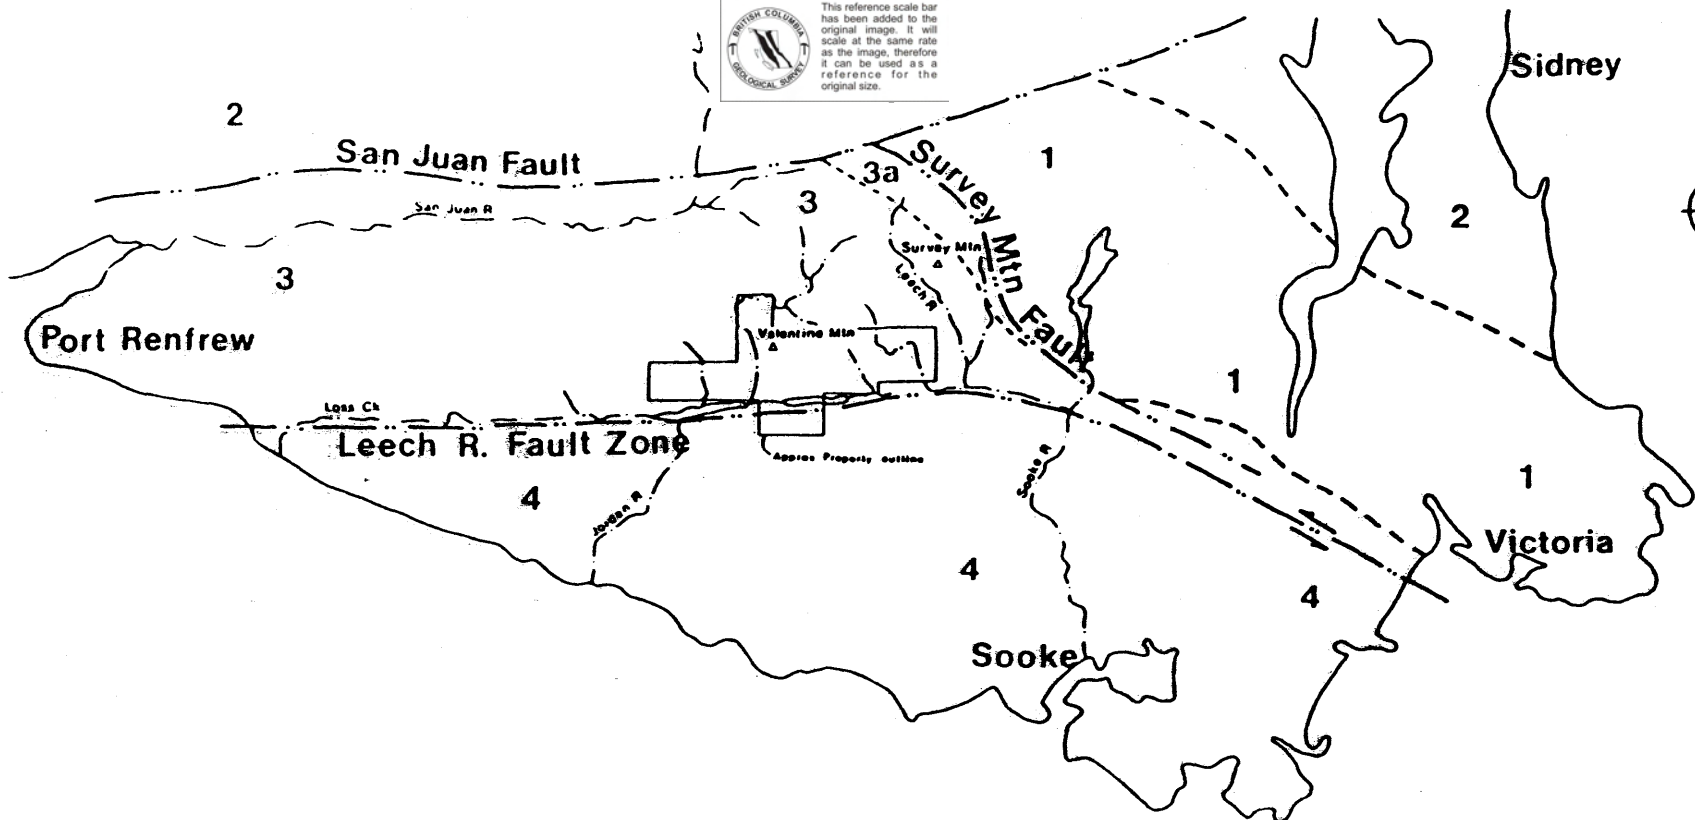 BRITISH COLUMBIA
GEOLOGICAL SURVEY
This reference scale bar
has been added to the
original image. It will
scale at the same rate
as the image, therefore
it can be used as a
reference for the
original size.
Sidney
2
San Juan Fault
3a
Survey Mtn Fault
1
3
San Juan R
2
Survey Mtn
3
Leech R
Port Renfrew
Valentine Mtn
1
Loss Ck
Leech R. Fault Zone
Approx Property outline
4
Jordan R
Sooke R
1
Victoria
4
4
Sooke